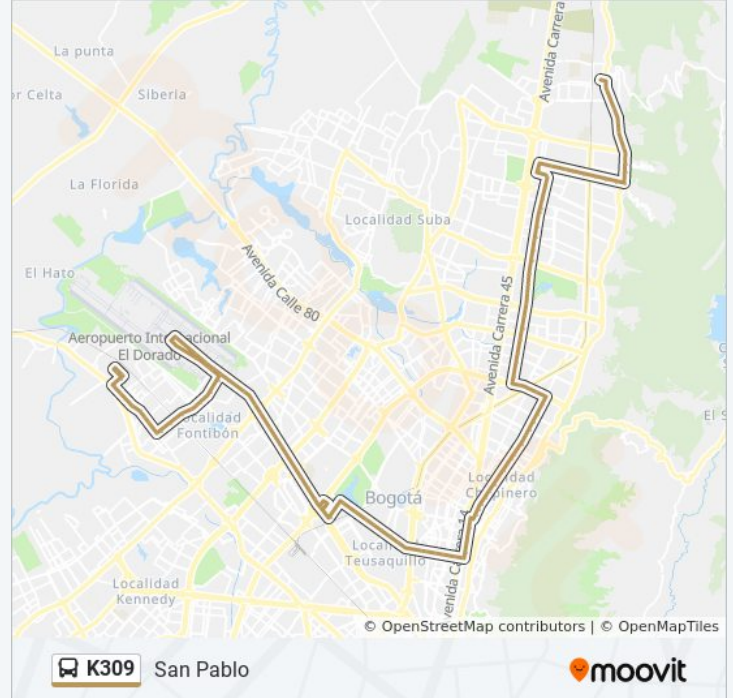 La punta
Siberia
or Celta
Avenida Carrera
La Florida
Localidad Suba
El Hato
Avenida Calle 80
Avenida Carrera 45
Aeropuerto Internacional
El Dorado
Localidad
Fontibón
El S
Localidad
Chapinero
Bogotá
Localidad
Teusaquillo
Avenida Carrera 14
Localidad
Kennedy
© OpenStreetMap contributors | © OpenMapTiles
K309 San Pablo
moovit